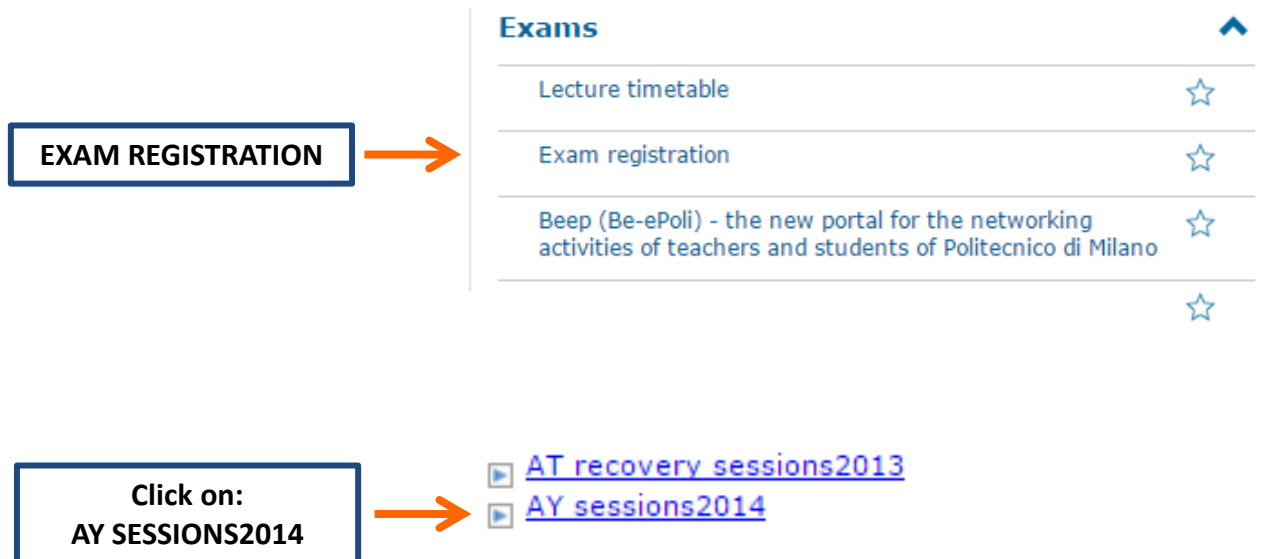 Exams
Lecture timetable
EXAM REGISTRATION
Exam registration
Beep (Be-ePoli) - the new portal for the networking
activities of teachers and students of Politecnico di Milano
AT recovery sessions2013
Click on:
AY SESSIONS2014
AY sessions2014